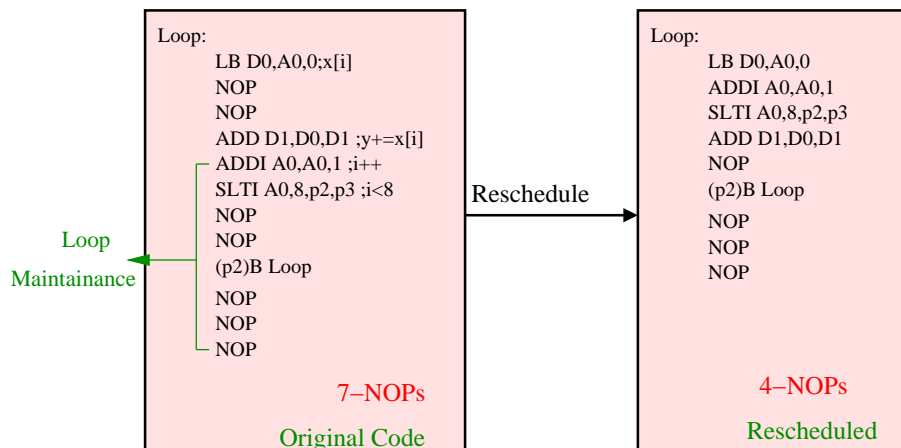 Loop:
LB D0,A0,0;x[i]
NOP
NOP
ADD D1,D0,D1 ;y+=x[i]
ADDI A0,A0,1 ;i++
SLTI A0,8,p2,p3 ;i<8
NOP
NOP
(p2)B Loop
NOP
NOP
NOP
7−NOPs
Original Code
Loop
Maintainance
Reschedule
Loop:
LB D0,A0,0
ADDI A0,A0,1
SLTI A0,8,p2,p3
ADD D1,D0,D1
NOP
(p2)B Loop
NOP
NOP
NOP
4−NOPs
Rescheduled